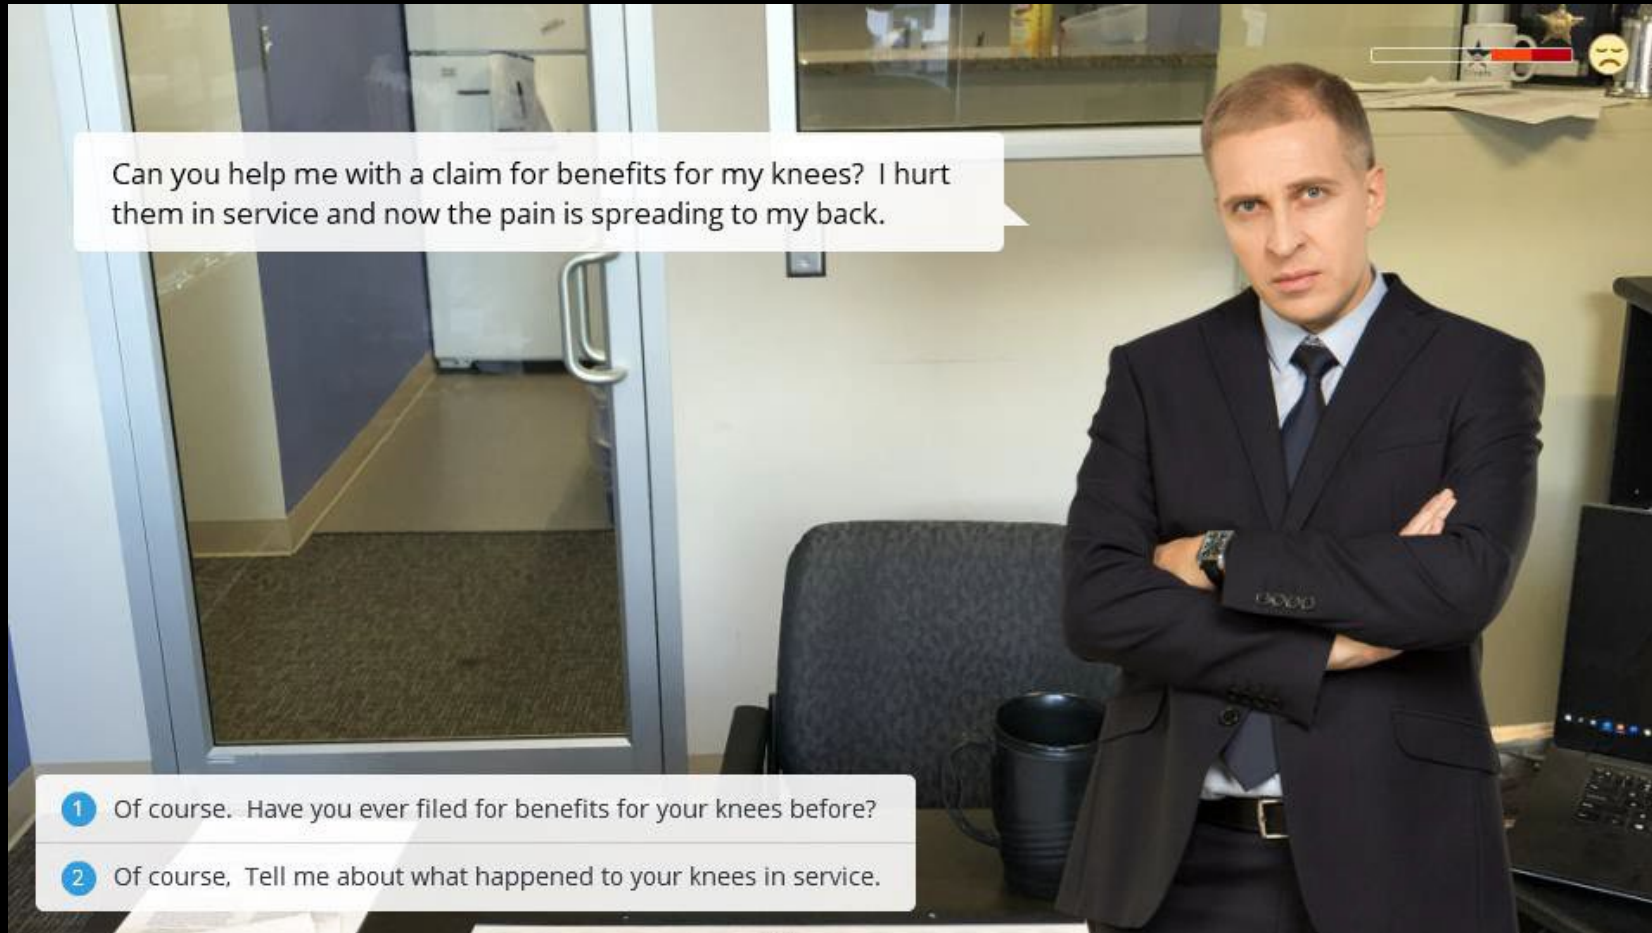 Can you help me with a claim for benefits for my knees?  I hurt
them in service and now the pain is spreading to my back.
1 Of course.  Have you ever filed for benefits for your knees before?
2 Of course,  Tell me about what happened to your knees in service.